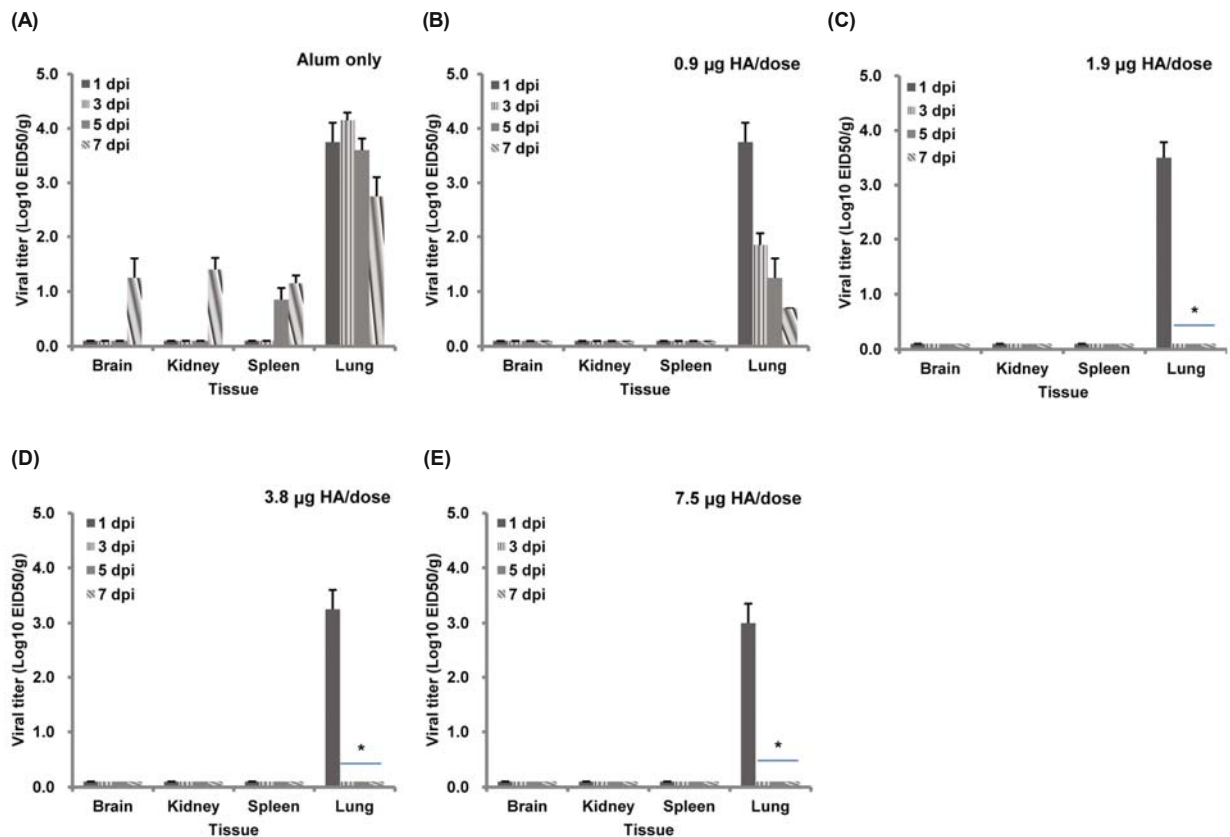 (A)
Alum only
Viral titer (Log10 EID50/g)
5.0
4.0
3.0
2.0
1.0
0.0
1 dpi
3 dpi
5 dpi
7 dpi
Brain Kidney Spleen Lung
Tissue
(B)
0.9 µg HA/dose
Viral titer (Log10 EID50/g)
5.0
4.0
3.0
2.0
1.0
0.0
1 dpi
3 dpi
5 dpi
7 dpi
Brain Kidney Spleen Lung
Tissue
(C)
1.9 µg HA/dose
Viral titer (Log10 EID50/g)
5.0
4.0
3.0
2.0
1.0
0.0
1 dpi
3 dpi
5 dpi
7 dpi
*
Brain Kidney Spleen Lung
Tissue
(D)
3.8 µg HA/dose
Viral titer (Log10 EID50/g)
5.0
4.0
3.0
2.0
1.0
0.0
1 dpi
3 dpi
5 dpi
7 dpi
*
Brain Kidney Spleen Lung
Tissue
(E)
7.5 µg HA/dose
Viral titer (Log10 EID50/g)
5.0
4.0
3.0
2.0
1.0
0.0
1 dpi
3 dpi
5 dpi
7 dpi
*
Brain Kidney Spleen Lung
Tissue